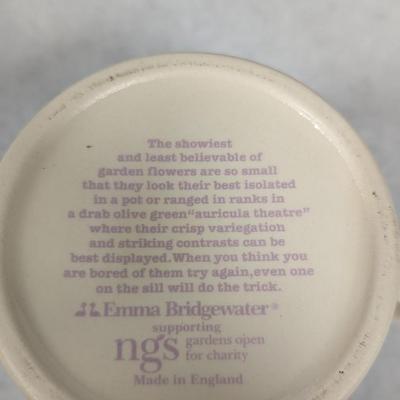 The showiest
and least believable of
garden flowers are so small
that they look their best isolated
in a pot or ranged in ranks in
a drab olive green"auricula theatre"
where their crisp variegation
and striking contrasts can be
best displayed.When you think you
are bored of them try again,even one
on the sill will do the trick.
Emma Bridgewater®
supporting
ngs gardens open
for charity
Made in England